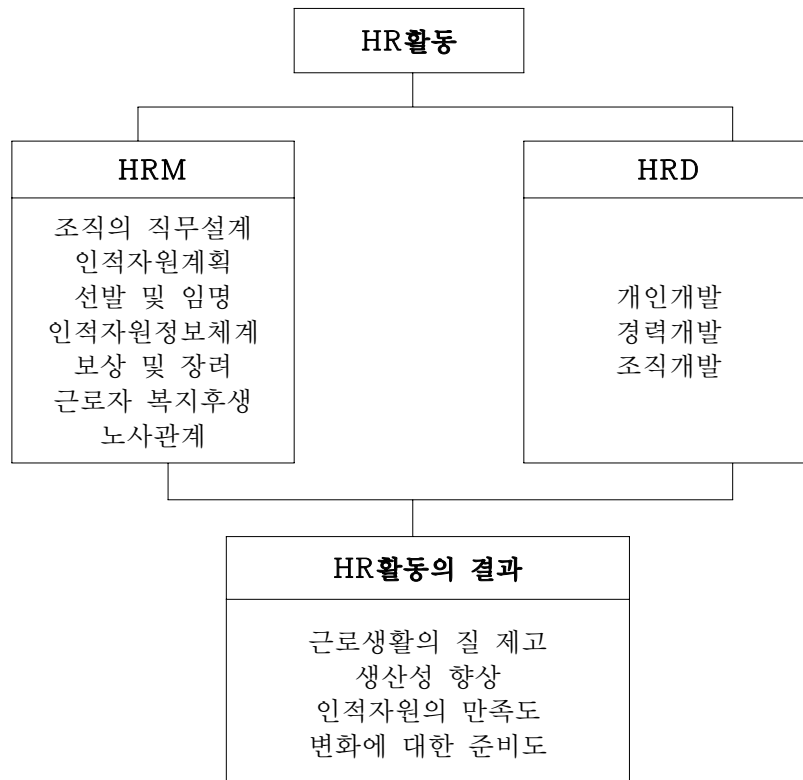 HR활동
HRM
조직의 직무설계
인적자원계획
선발 및 임명
인적자원정보체계
보상 및 장려
근로자 복지후생
노사관계
HRD
개인개발
경력개발
조직개발
HR활동의 결과
근로생활의 질 제고
생산성 향상
인적자원의 만족도
변화에 대한 준비도